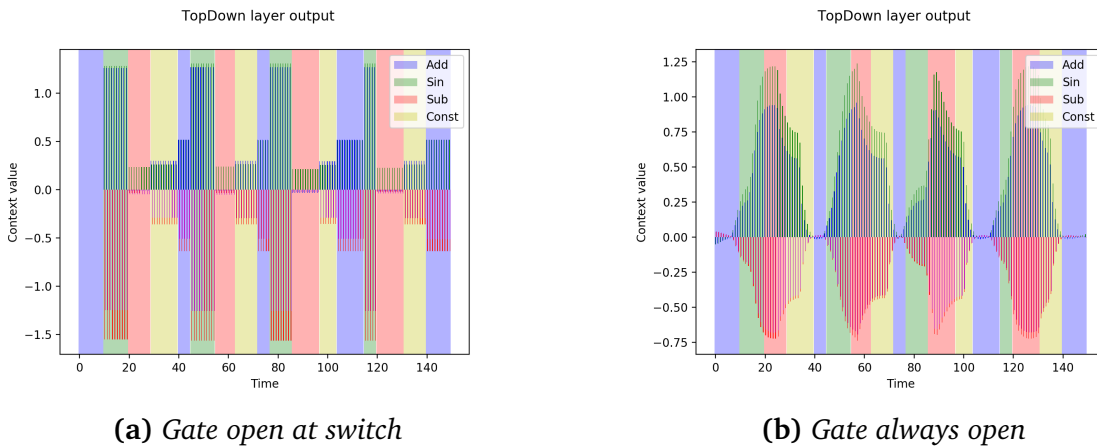 TopDown layer output
Context value
1.0
0.5
0.0
−0.5
−1.0
−1.5
0 20 40 60 80 100 120 140
Time
Add
Sin
Sub
Const
(a) Gate open at switch
TopDown layer output
Context value
1.25
1.00
0.75
0.50
0.25
0.00
−0.25
−0.50
−0.75
0 20 40 60 80 100 120 140
Time
Add
Sin
Sub
Const
(b) Gate always open